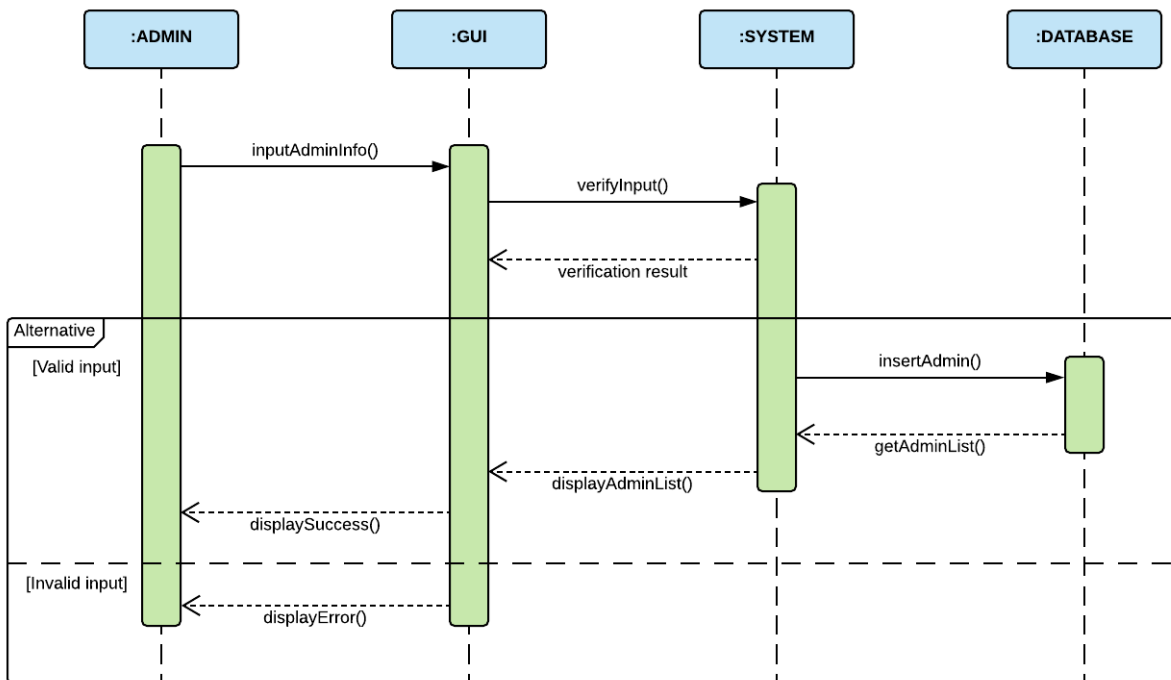 :ADMIN
:GUI
:SYSTEM
:DATABASE
inputAdminInfo()
verifyInput()
verification result
Alternative
[Valid input]
insertAdmin()
getAdminList()
displayAdminList()
displaySuccess()
[Invalid input]
displayError()